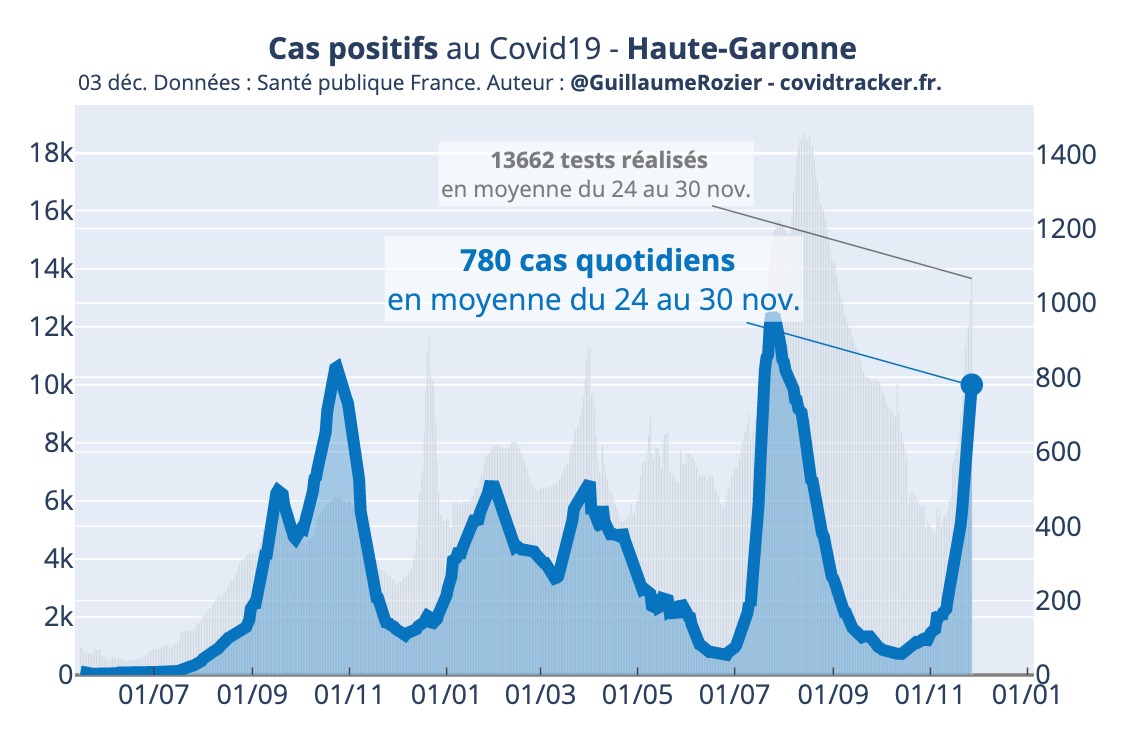 Cas positifs au Covid19 - Haute-Garonne
03 déc. Données : Santé publique France. Auteur : @GuillaumeRozier - covidtracker.fr.
13662 tests réalisés
en moyenne du 24 au 30 nov.
780 cas quotidiens
en moyenne du 24 au 30 nov.
18k
16k
14k
12k
10k
8k
6k
4k
2k
0
1400
1200
1000
800
600
400
200
0
01/07 01/09 01/11 01/01 01/03 01/05 01/07 01/09 01/11 01/01